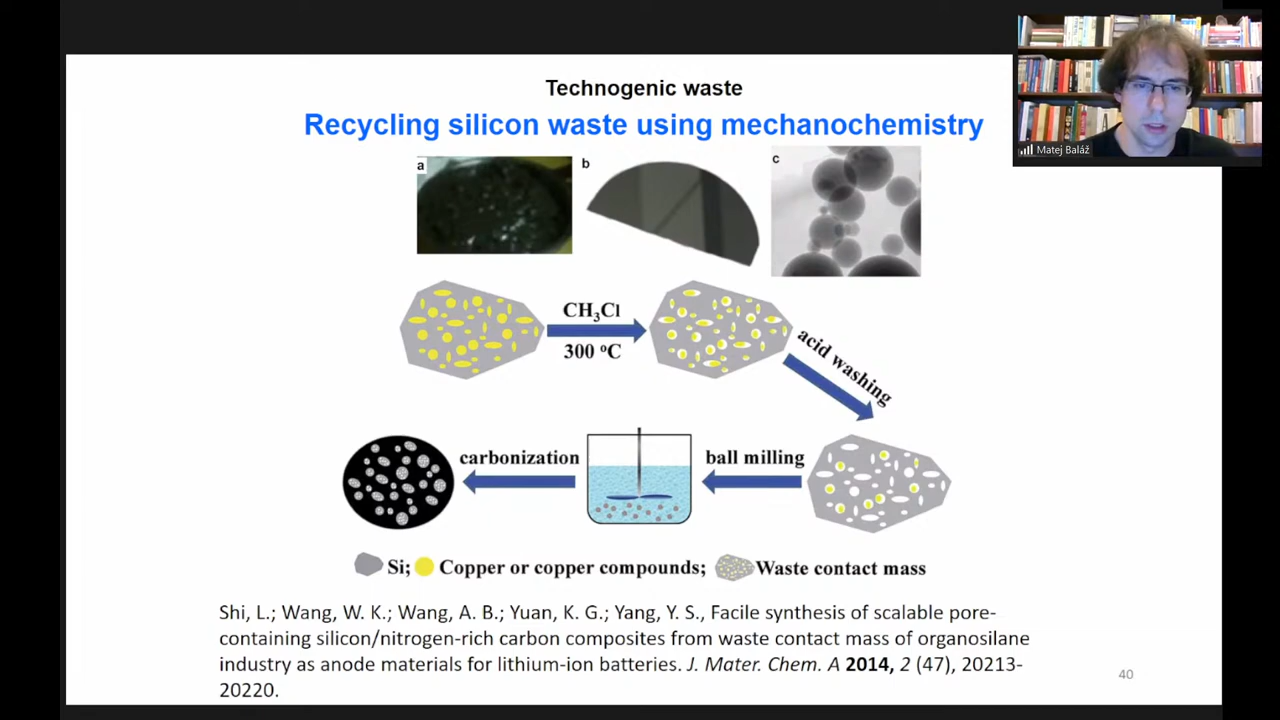 Technogenic waste
Recycling silicon waste using mechanochemistry
a
b
c
Matej Baláž
CH₃Cl
300 °C
acid washing
carbonization
ball milling
Si;
Copper or copper compounds;
Waste contact mass
Shi, L.; Wang, W. K.; Wang, A. B.; Yuan, K. G.; Yang, Y. S., Facile synthesis of scalable pore-
containing silicon/nitrogen-rich carbon composites from waste contact mass of organosilane
industry as anode materials for lithium-ion batteries. J. Mater. Chem. A 2014, 2 (47), 20213-
20220.
40